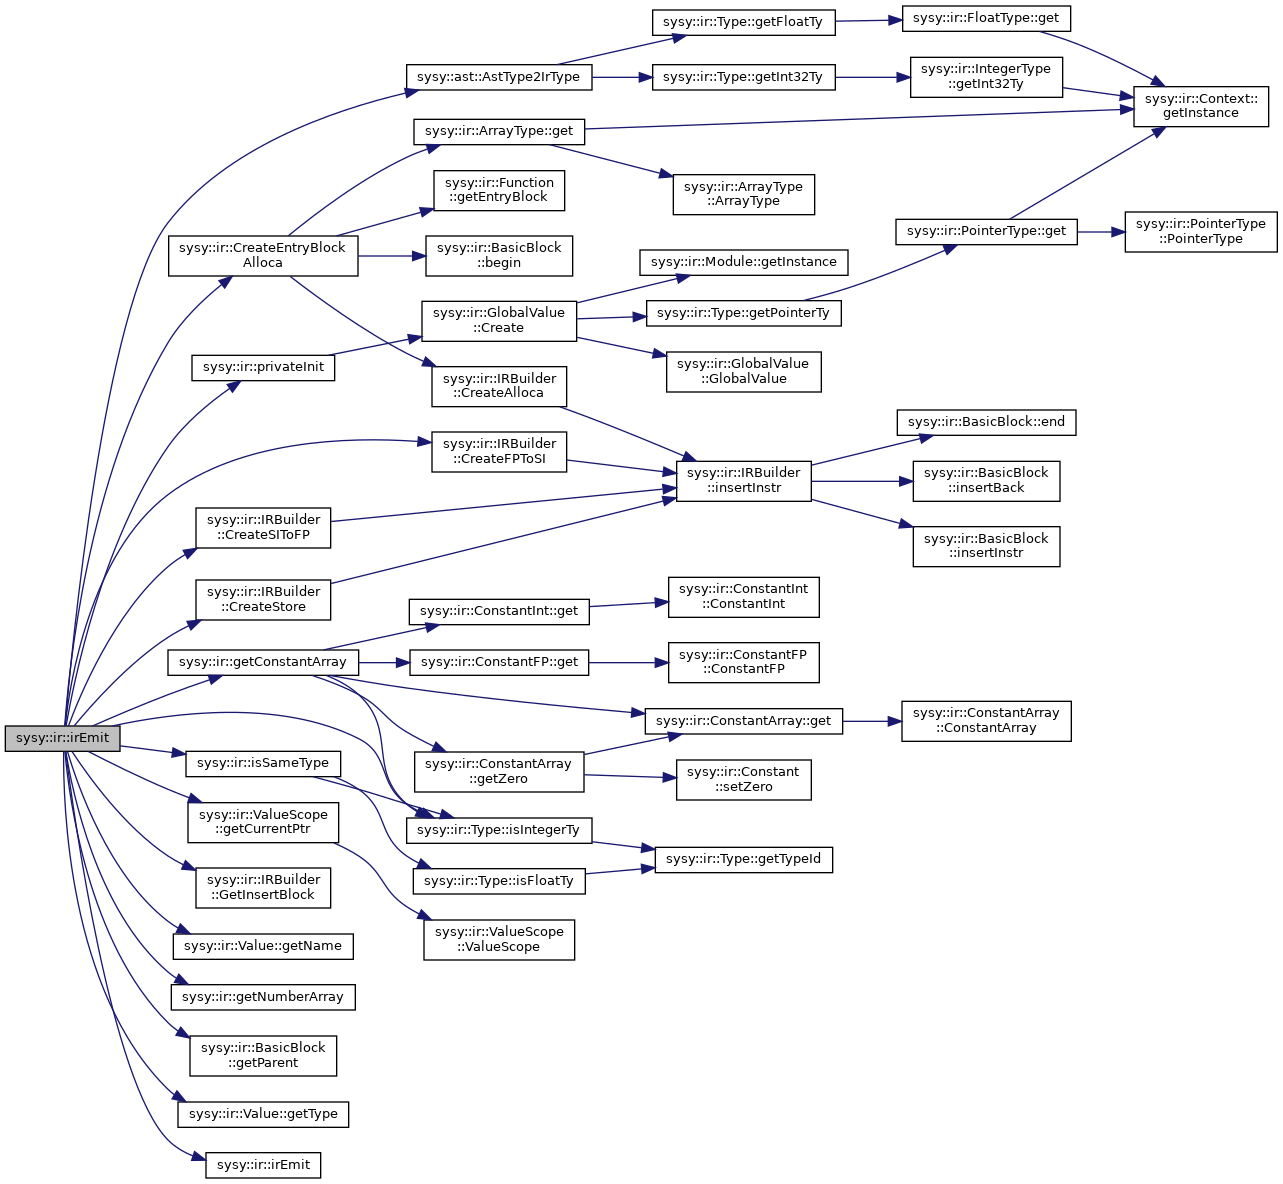 sysy::ir::irEmit
sysy::ast::AstType2IrType
sysy::ir::Type::getFloatTy
sysy::ir::FloatType::get
sysy::ir::Context::
getInstance
sysy::ir::Type::getInt32Ty
sysy::ir::IntegerType
::getInt32Ty
sysy::ir::CreateEntryBlock
Alloca
sysy::ir::ArrayType::get
sysy::ir::ArrayType
::ArrayType
sysy::ir::Function
::getEntryBlock
sysy::ir::BasicBlock
::begin
sysy::ir::IRBuilder
::CreateAlloca
sysy::ir::IRBuilder
::insertInstr
sysy::ir::BasicBlock::end
sysy::ir::BasicBlock
::insertBack
sysy::ir::BasicBlock
::insertInstr
sysy::ir::privateInit
sysy::ir::GlobalValue
::Create
sysy::ir::Module::getInstance
sysy::ir::Type::getPointerTy
sysy::ir::PointerType::get
sysy::ir::PointerType
::PointerType
sysy::ir::GlobalValue
::GlobalValue
sysy::ir::IRBuilder
::CreateFPToSI
sysy::ir::IRBuilder
::CreateSIToFP
sysy::ir::IRBuilder
::CreateStore
sysy::ir::getConstantArray
sysy::ir::ConstantInt::get
sysy::ir::ConstantInt
::ConstantInt
sysy::ir::ConstantFP::get
sysy::ir::ConstantFP
::ConstantFP
sysy::ir::ConstantArray::get
sysy::ir::ConstantArray
::ConstantArray
sysy::ir::ConstantArray
::getZero
sysy::ir::Constant
::setZero
sysy::ir::Type::isIntegerTy
sysy::ir::Type::getTypeId
sysy::ir::isSameType
sysy::ir::Type::isFloatTy
sysy::ir::ValueScope
::getCurrentPtr
sysy::ir::ValueScope
::ValueScope
sysy::ir::IRBuilder
::GetInsertBlock
sysy::ir::Value::getName
sysy::ir::getNumberArray
sysy::ir::BasicBlock
::getParent
sysy::ir::Value::getType
sysy::ir::irEmit